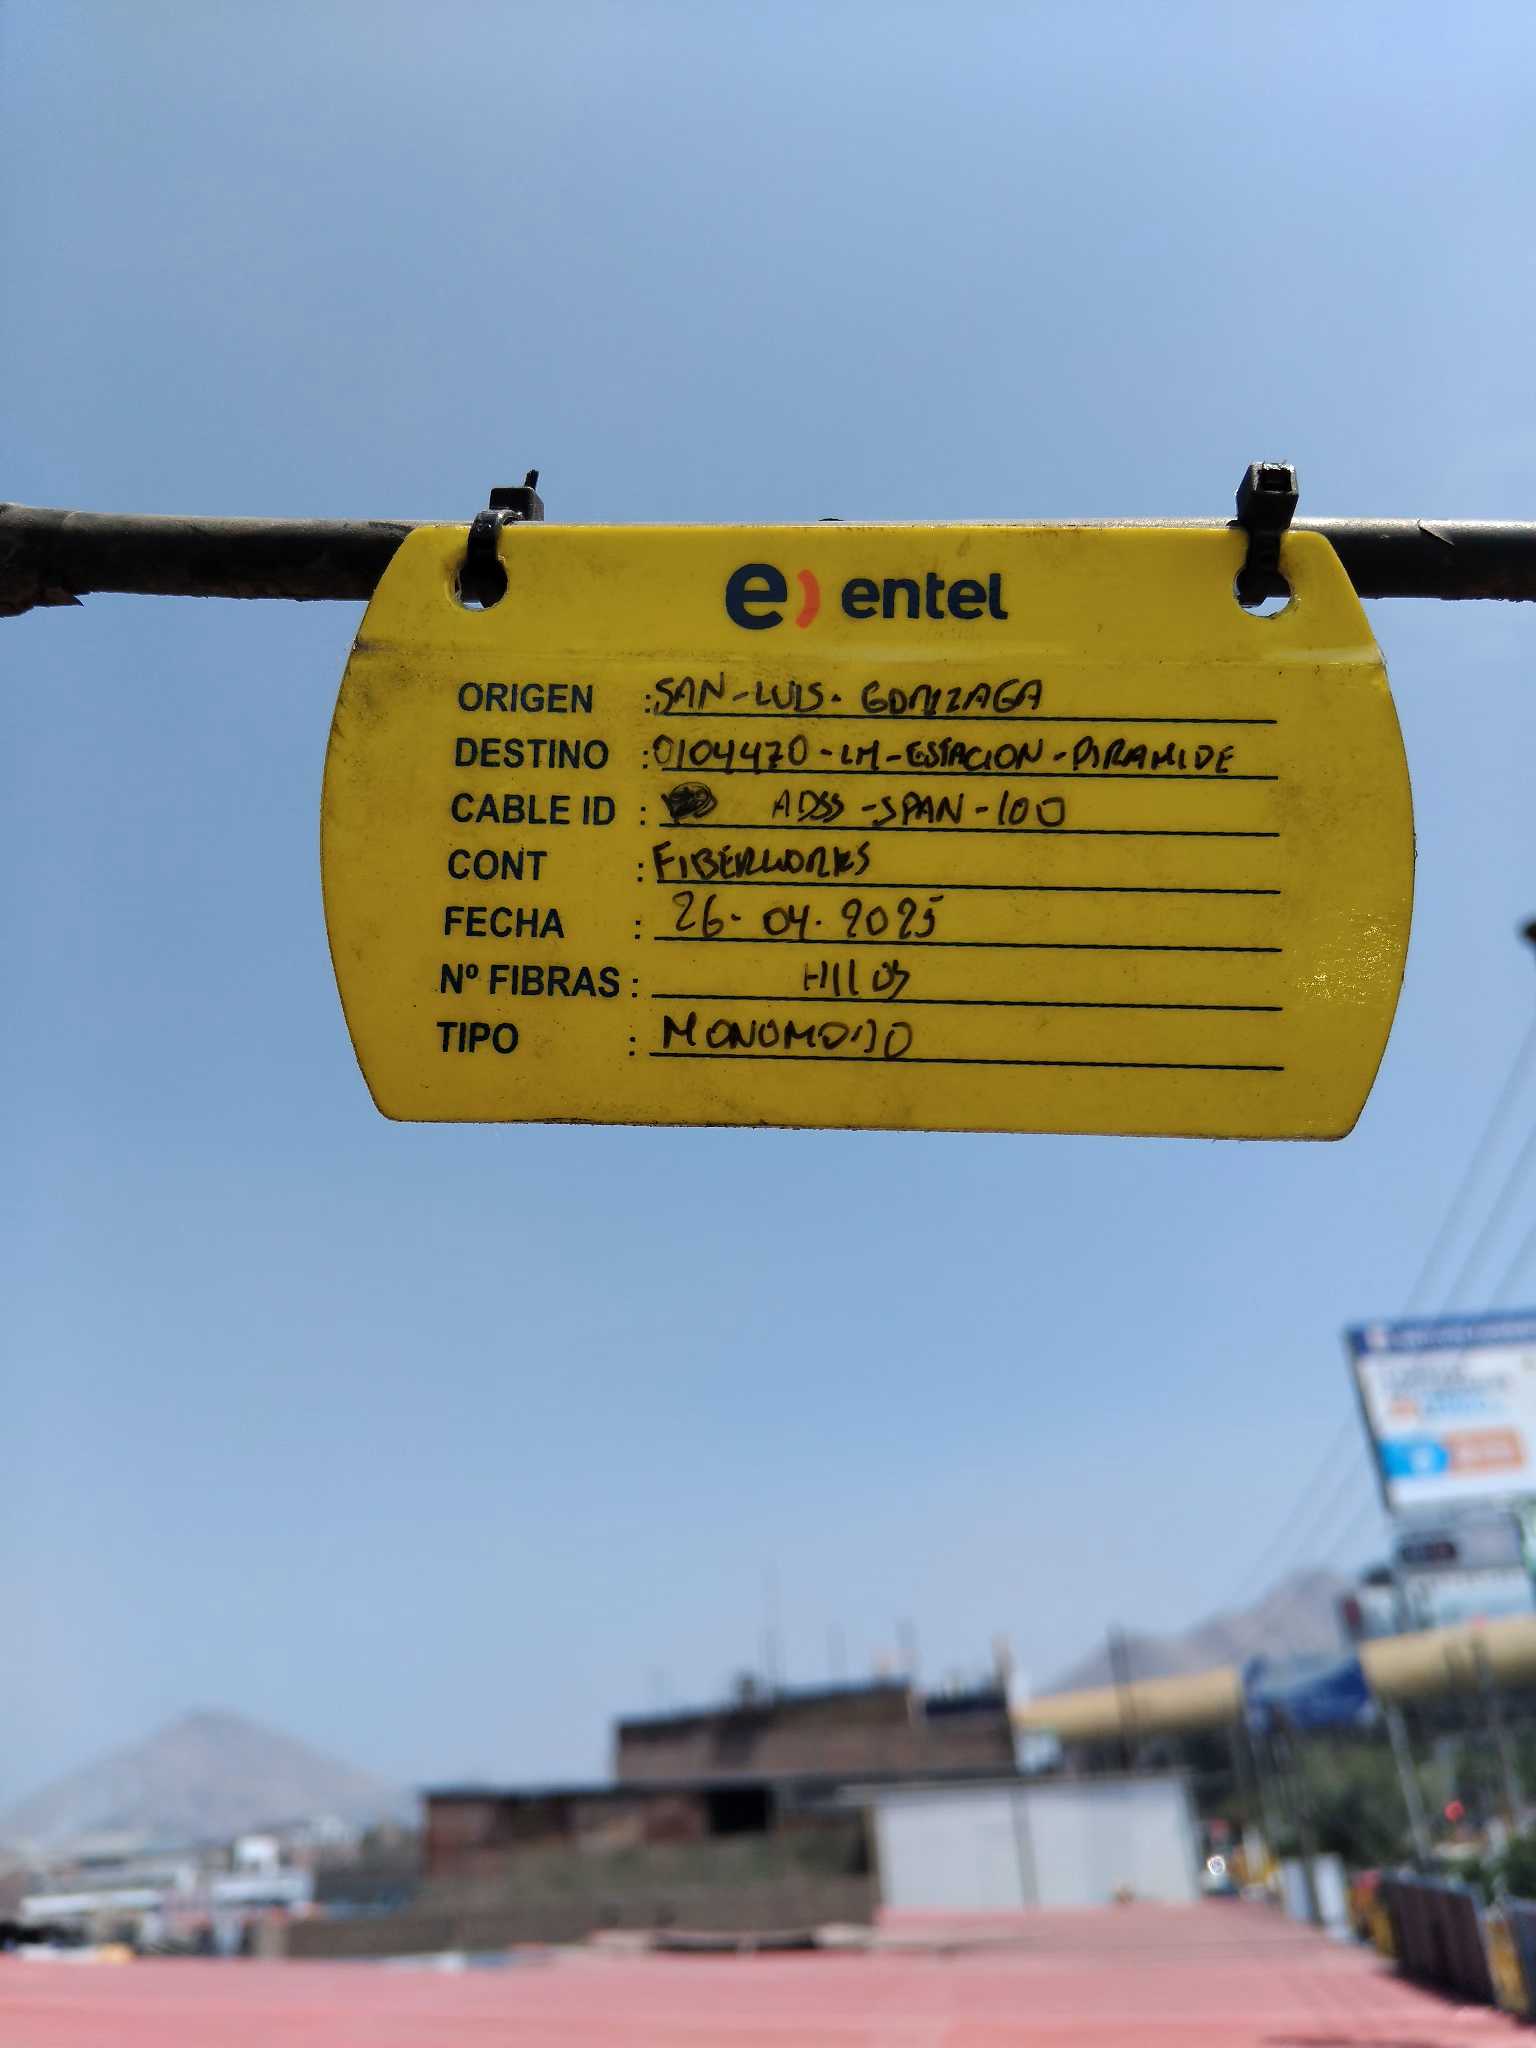 e) entel
ORIGEN : SAN-LUIS- GONZAGA
DESTINO : 0104470-LM-ESTACION-PIRAMIDE
CABLE ID : ADSS-SPAN-100
CONT : FIBERWORKS
FECHA : 26-04-2025
Nº FIBRAS : HILOS
TIPO : MONOMODO